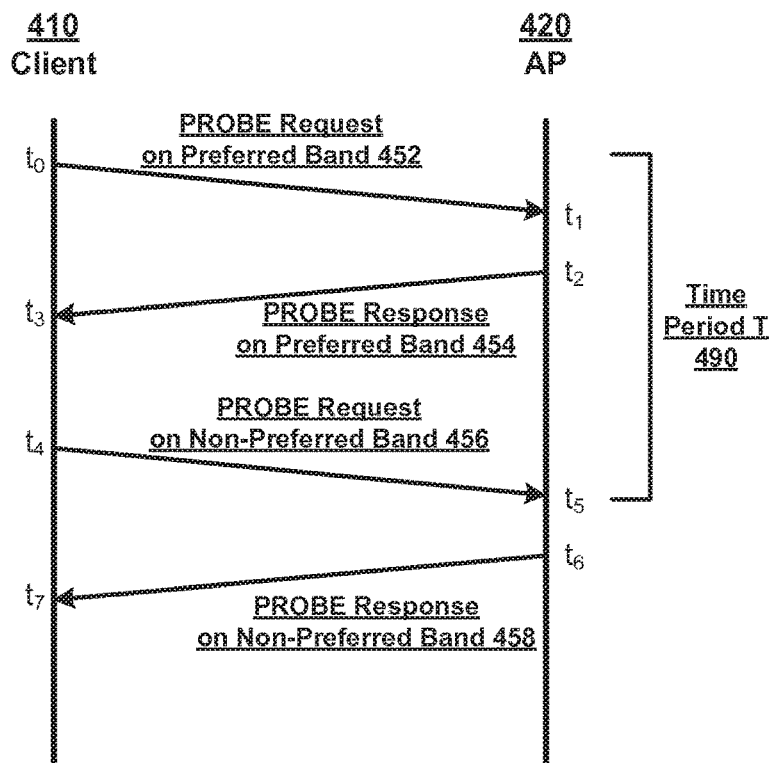 410
Client
420
AP
PROBE Request
on Preferred Band 452
t0
t1
t2
t3
PROBE Response
on Preferred Band 454
Time
Period T
490
PROBE Request
on Non-Preferred Band 456
t4
t5
t6
t7
PROBE Response
on Non-Preferred Band 458